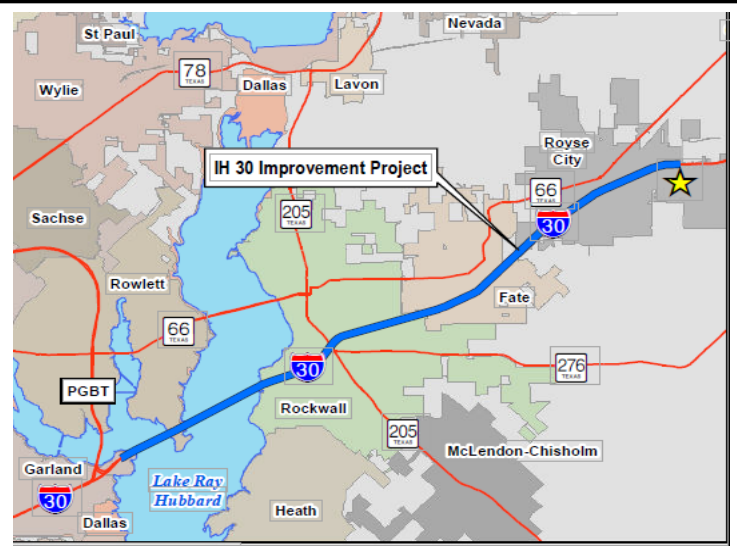 Nevada
St Paul
78
TEXAS
Wylie
Dallas
Lavon
Royse
City
IH 30 Improvement Project
66
TEXAS
205
TEXAS
30
Sachse
Rowlett
Fate
66
TEXAS
30
276
TEXAS
PGBT
Rockwall
205
TEXAS
McLendon-Chisholm
Garland
30
Lake Ray
Hubbard
Heath
Dallas